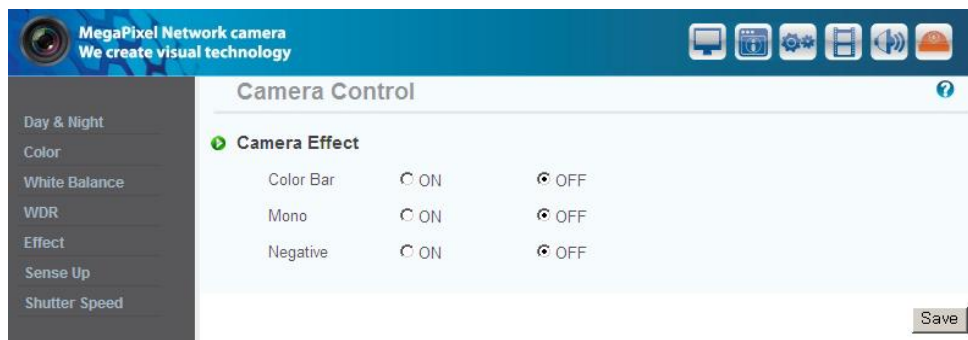 MegaPixel Network camera
We create visual technology
Camera Control
?
Day & Night
Color
White Balance
WDR
Effect
Sense Up
Shutter Speed
Camera Effect
Color Bar ON OFF
Mono ON OFF
Negative ON OFF
Save